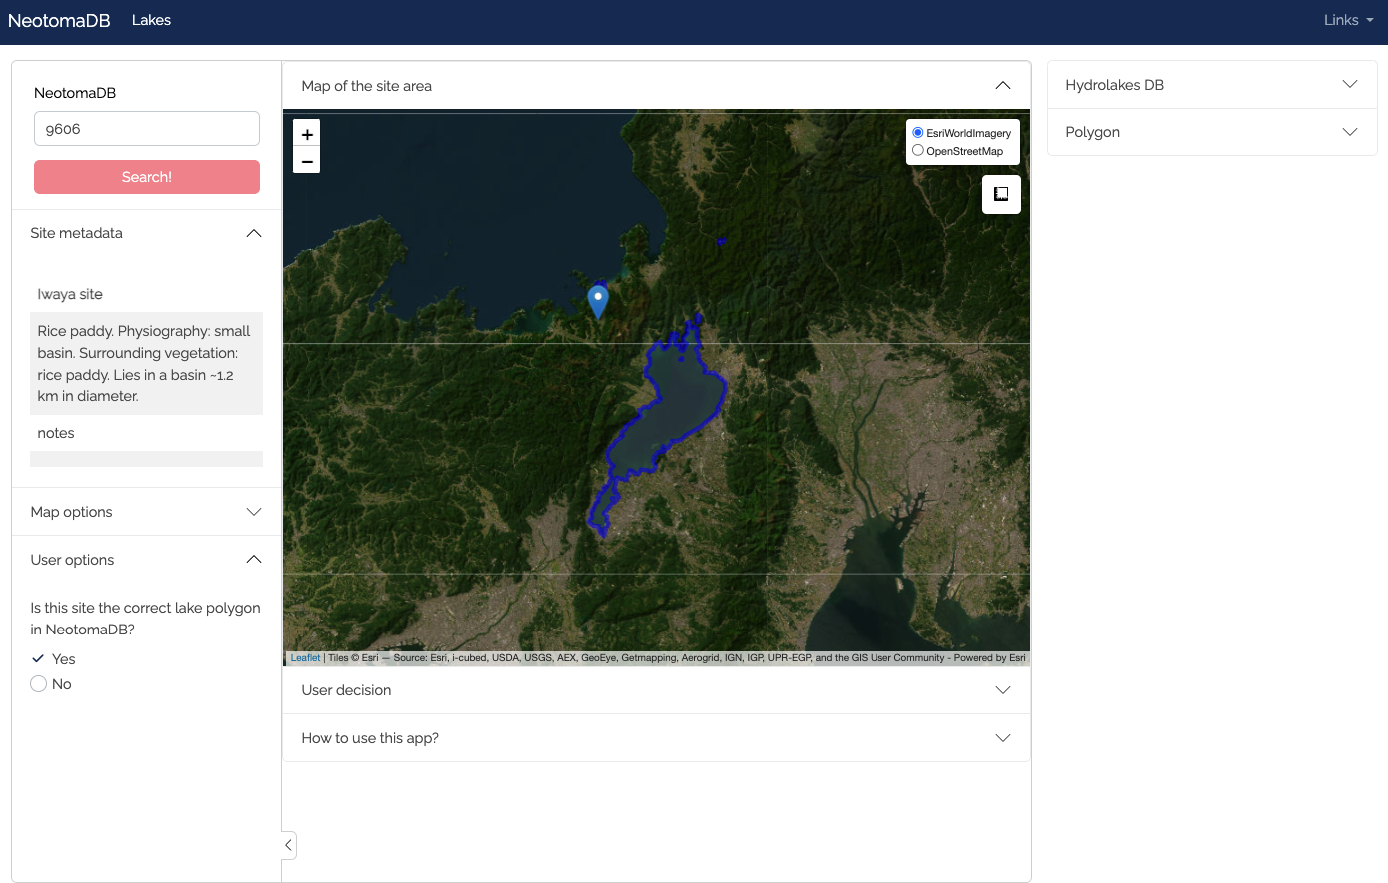 NeotomaDB Lakes Links
NeotomaDB
9606
Search!
Site metadata
Iwaya site
Rice paddy. Physiography: small
basin. Surrounding vegetation:
rice paddy. Lies in a basin ~1.2
km in diameter.
notes
Map options
User options
Is this site the correct lake polygon
in NeotomaDB?
Yes
No
Map of the site area
+
−
EsriWorldImagery
OpenStreetMap
Leaflet | Tiles © Esri — Source: Esri, i-cubed, USDA, USGS, AEX, GeoEye, Getmapping, Aerogrid, IGN, IGP, UPR-EGP, and the GIS User Community - Powered by Esri
User decision
How to use this app?
Hydrolakes DB
Polygon